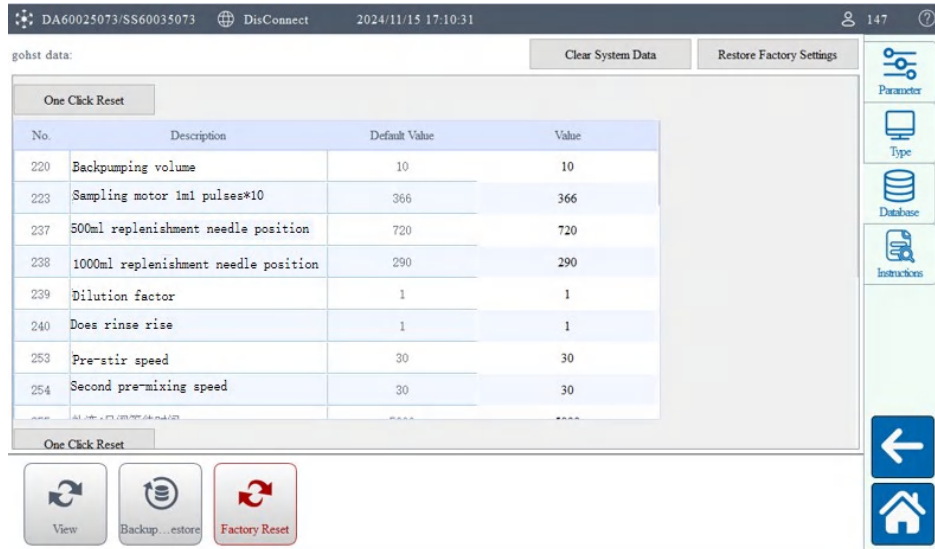 DA60025073/SS60035073 DisConnect 2024/11/15 17:10:31 147
gohst data: Clear System Data Restore Factory Settings
One Click Reset
No. Description Default Value Value
220 Backpumping volume 10 10
223 Sampling motor 1ml pulses*10 366 366
237 500ml replenishment needle position 720 720
238 1000ml replenishment needle position 290 290
239 Dilution factor 1 1
240 Does rinse rise 1 1
253 Pre-stir speed 30 30
254 Second pre-mixing speed 30 30
One Click Reset
View
Backup...estore
Factory Reset
Parameter
Type
Database
Instructions